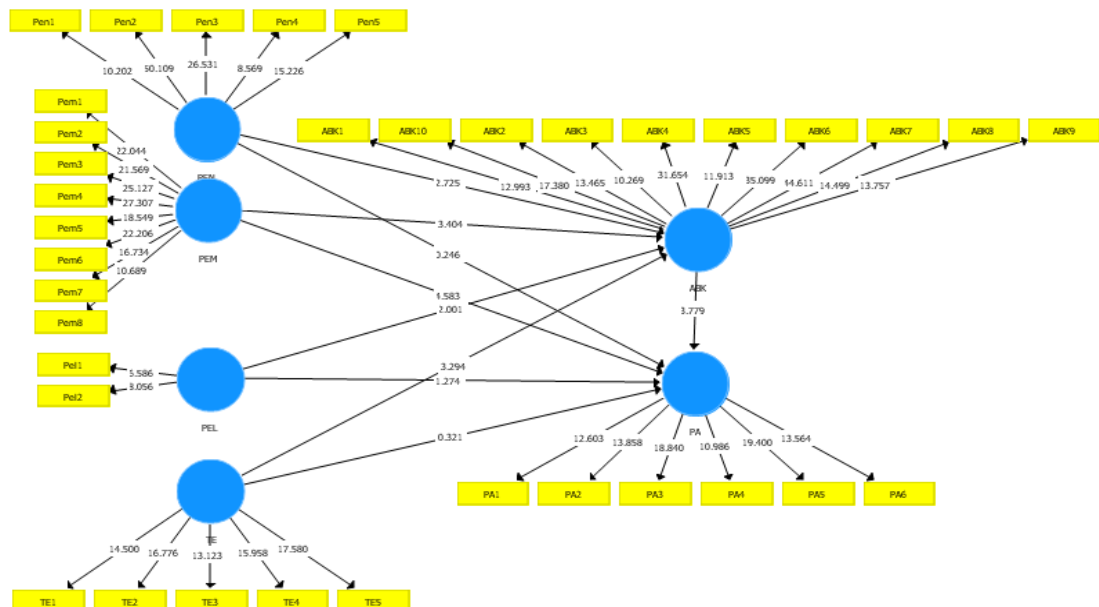 Pen1 Pen2 Pen3 Pen4 Pen5
10.202 50.109 26.531 8.569 15.226
PEN
Pem1
Pem2
Pem3
Pem4
Pem5
Pem6
Pem7
Pem8
22.044
21.569
25.127
27.307
18.549
22.206
16.734
10.689
PEM
ABK1 ABK10 ABK2 ABK3 ABK4 ABK5 ABK6 ABK7 ABK8 ABK9
12.993 17.380 13.465 10.269 31.654 11.913 35.099 44.611 14.499 13.757
ABK
2.725
3.404
0.246
4.583
2.001
3.294
1.274
0.321
3.779
Pel1
Pel2
5.586
PEL
PA
12.603 13.858 18.840 10.986 19.400 13.564
PA1 PA2 PA3 PA4 PA5 PA6
TE
14.500 16.776 13.123 15.958 17.580
TE1 TE2 TE3 TE4 TE5